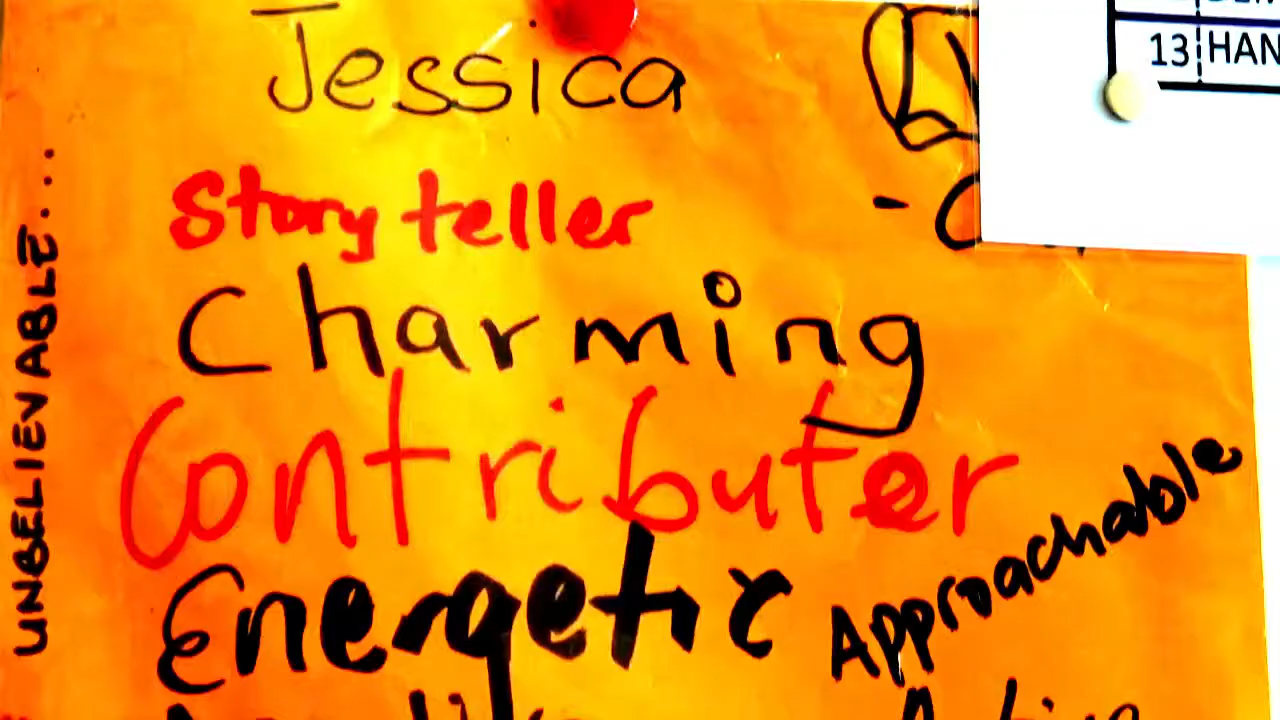 Jessica
13 HAN
Story teller
Charming
Contributer
Energetic
Approachable
UNBELIEVABLE...